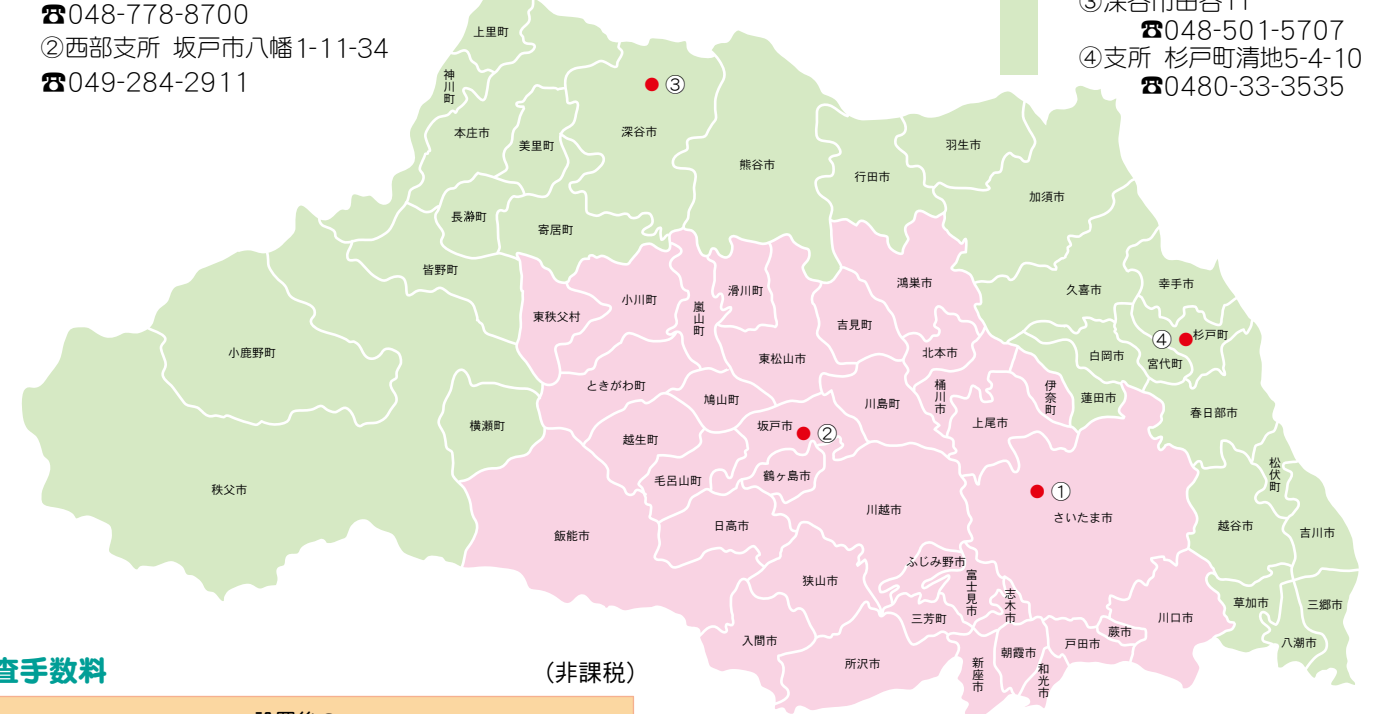 ☎048-778-8700
②西部支所 坂戸市八幡1-11-34
☎049-284-2911
③深谷市田谷11
☎048-501-5707
④支所 杉戸町清地5-4-10
☎0480-33-3535
上里町
神川町
③
本庄市
美里町
深谷市
熊谷市
羽生市
行田市
加須市
長瀞町
寄居町
皆野町
小川町
嵐山町
滑川町
鴻巣市
久喜市
幸手市
東秩父村
吉見町
④
杉戸町
小鹿野町
東松山市
北本市
白岡市
宮代町
ときがわ町
鳩山町
川島町
桶川市
伊奈町
蓮田市
春日部市
横瀬町
越生町
坂戸市
②
上尾市
毛呂山町
鶴ヶ島市
松伏町
秩父市
川越市
①
さいたま市
飯能市
日高市
越谷市
吉川市
ふじみ野市
狭山市
富士見市
志木市
三芳町
川口市
草加市
三郷市
入間市
所沢市
新座市
朝霞市
和光市
戸田市
蕨市
八潮市
査手数料
(非課税)